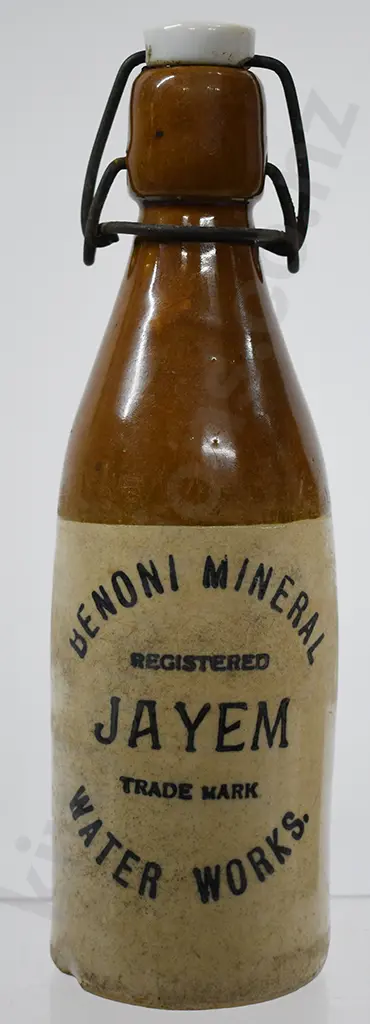 BENONI MINERAL
REGISTERED
JAYEM
TRADE MARK
WATER WORKS.